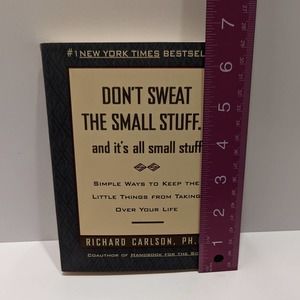 #1 NEW YORK TIMES BESTSEL
DON'T SWEAT
THE SMALL STUFF.
and it's all small stuff
SIMPLE WAYS TO KEEP THE
LITTLE THINGS FROM TAKING
OVER YOUR LIFE
RICHARD CARLSON, PH.
COAUTHOR OF HANDBOOK FOR THE SO
7
6
5
4
3
2
1